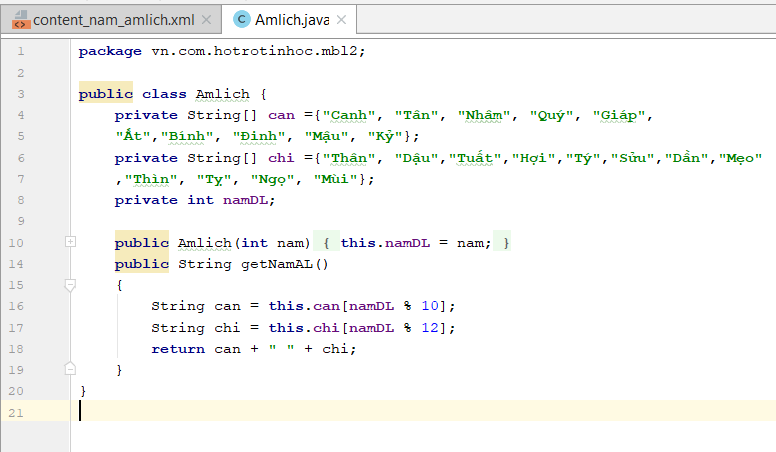 content_nam_amlich.xml Amlich.java
1 package vn.com.hotrotinhoc.mbl2;
2
3 public class Amlich {
4 private String[] can ={"Canh", "Tân", "Nhâm", "Quý", "Giáp",
5 "Ất","Bính", "Đinh", "Mậu", "Kỷ"};
6 private String[] chi ={"Thân", "Dậu","Tuất","Hợi","Tý","Sửu","Dần","Mẹo"
7 ,"Thìn", "Tỵ", "Ngọ", "Mùi"};
8 private int namDL;
9
10 public Amlich(int nam) { this.namDL = nam; }
14 public String getNamAL()
15 {
16 String can = this.can[namDL % 10];
17 String chi = this.chi[namDL % 12];
18 return can + " " + chi;
19 }
20 }
21